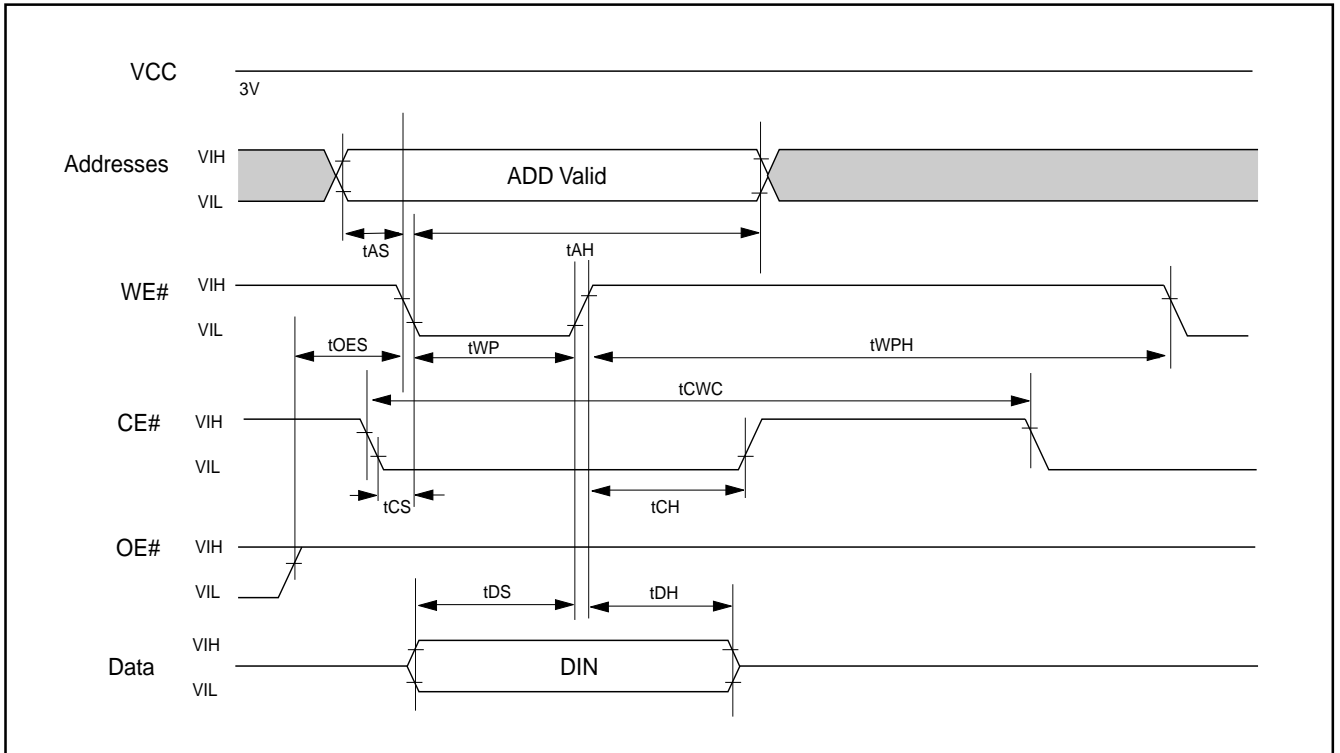 VCC
3V
Addresses
VIH
VIL
ADD Valid
tAS
tAH
WE#
VIH
VIL
tOES
tWP
tWPH
tCWC
CE#
VIH
VIL
tCS
tCH
OE#
VIH
VIL
tDS
tDH
Data
VIH
VIL
DIN